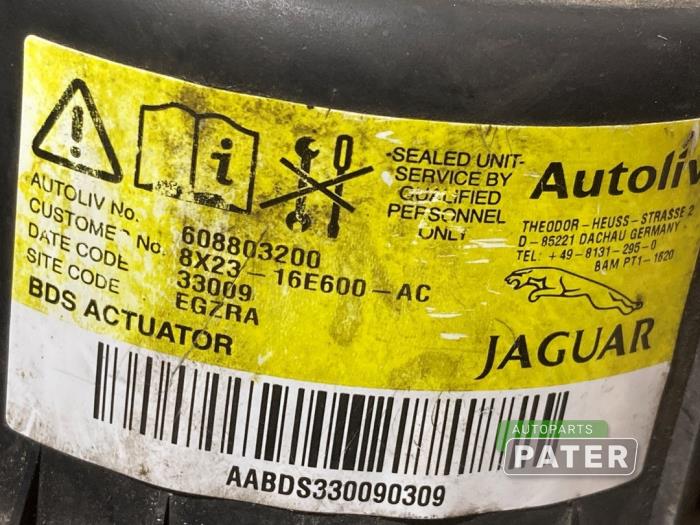 -SEALED UNIT-
SERVICE BY
QUALIFIED
PERSONNEL
ONLY
Autoliv
THEODOR-HEUSS-STRASSE 2
D-85221 DACHAU GERMANY
TEL: +49-8131-295-0
BAM PT1-1620
AUTOLIV No. 608803200
CUSTOMER No. 8X23-16E600-AC
DATE CODE 33009
SITE CODE EGZRA
BDS ACTUATOR
JAGUAR
AABDS330090309
AUTOPARTS
PATER